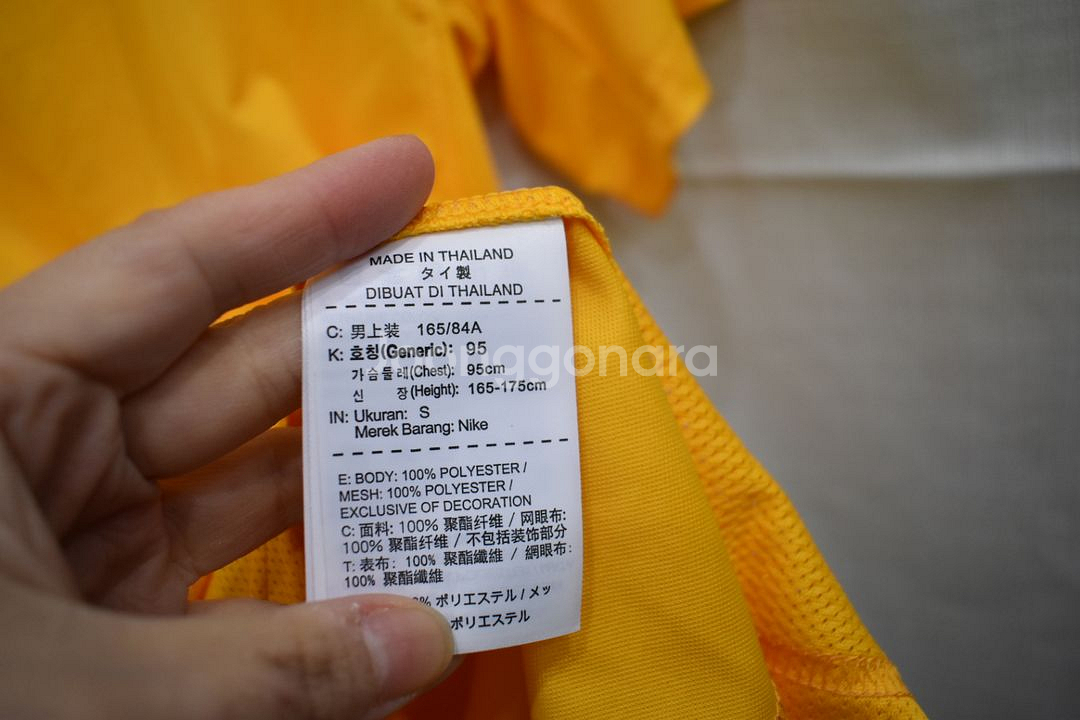 MADE IN THAILAND
タイ製
DIBUAT DI THAILAND
C: 男上装 165/84A
K: 호칭(Generic): 95
가슴둘레(Chest): 95cm
신 장(Height): 165-175cm
IN: Ukuran: S
Merek Barang: Nike
joonggonara
E: BODY: 100% POLYESTER /
MESH: 100% POLYESTER /
EXCLUSIVE OF DECORATION
C: 面料: 100% 聚酯纤维 / 网眼布:
100% 聚酯纤维 / 不包括装饰部分
T: 表布: 100% 聚酯纖維 / 網眼布:
100% 聚酯纖維
% ポリエステル / メッ
ポリエステル